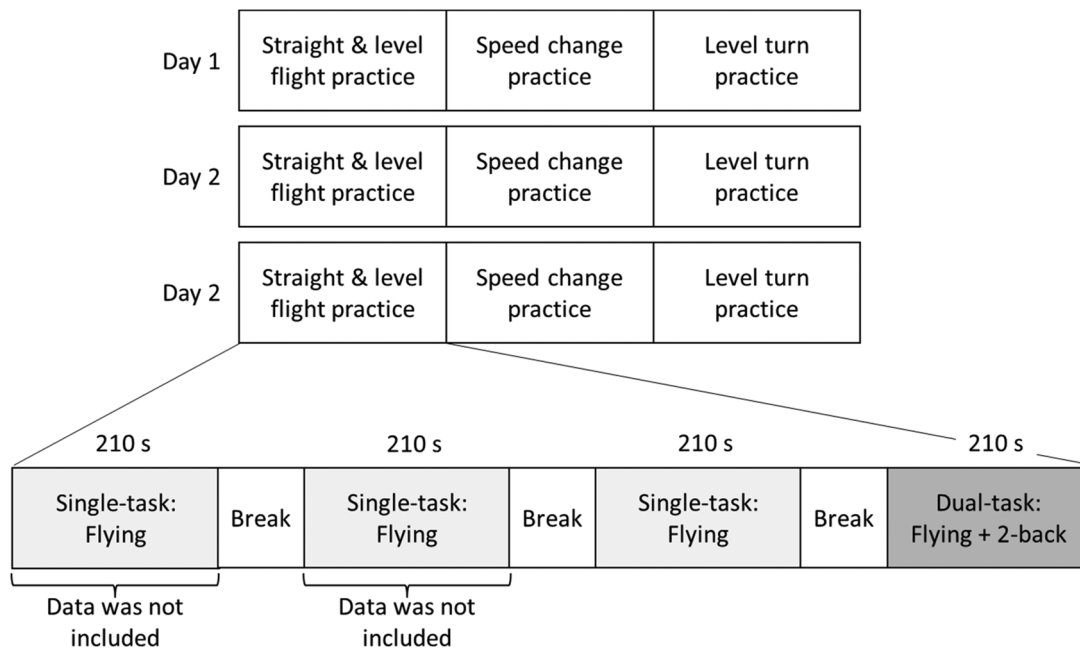 Day 1
Straight & level
flight practice
Speed change
practice
Level turn
practice
Day 2
Straight & level
flight practice
Speed change
practice
Level turn
practice
Day 2
Straight & level
flight practice
Speed change
practice
Level turn
practice
210 s
210 s
210 s
210 s
Single-task:
Flying
Break
Single-task:
Flying
Break
Single-task:
Flying
Break
Dual-task:
Flying + 2-back
Data was not
included
Data was not
included